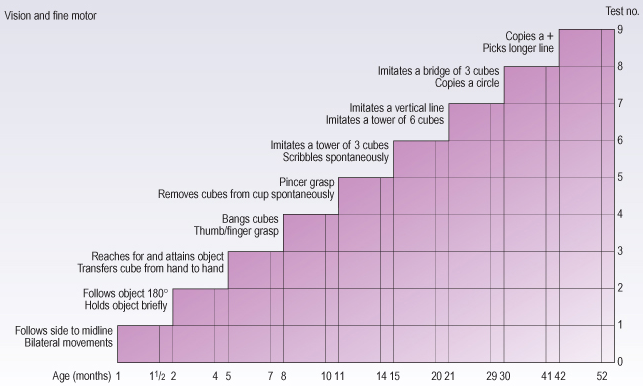 Vision and fine motor
Test no.
Copies a +
Picks longer line
9
Imitates a bridge of 3 cubes
Copies a circle
8
Imitates a vertical line
Imitates a tower of 6 cubes
7
Imitates a tower of 3 cubes
Scribbles spontaneously
6
Pincer grasp
Removes cubes from cup spontaneously
5
Bangs cubes
Thumb/finger grasp
4
Reaches for and attains object
Transfers cube from hand to hand
3
Follows object 180°
Holds object briefly
2
Follows side to midline
Bilateral movements
1
0
Age (months) 1 1½ 2 4 5 7 8 10 11 14 15 20 21 29 30 41 42 52